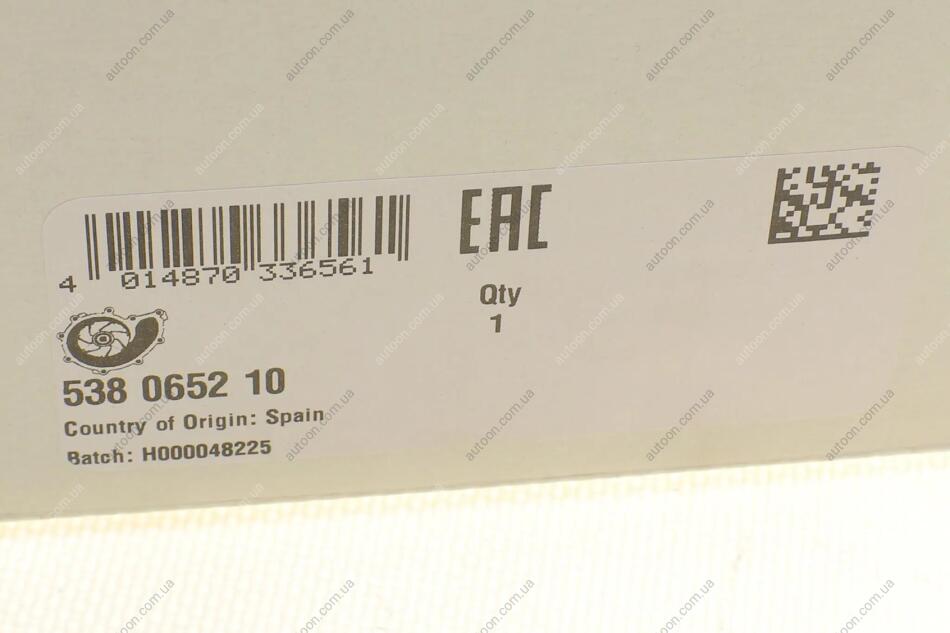 4 014870 336561
EAC
Qty
1
538 0652 10
Country of Origin: Spain
Batch: H000048225
autoon.com.ua